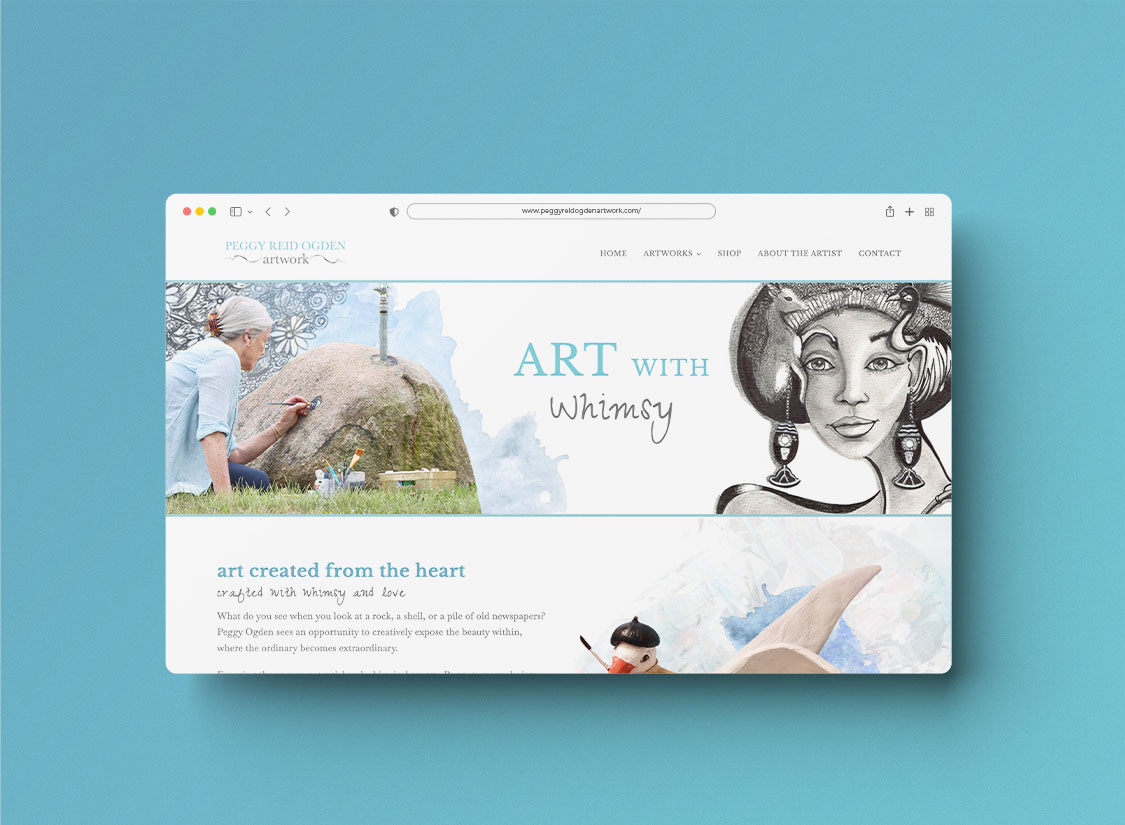 www.peggyreidogdenartwork.com/
PEGGY REID OGDEN
artwork
HOME ARTWORKS SHOP ABOUT THE ARTIST CONTACT
ART WITH
Whimsy
art created from the heart
crafted with whimsy and love
What do you see when you look at a rock, a shell, or a pile of old newspapers?
Peggy Ogden sees an opportunity to creatively expose the beauty within,
where the ordinary becomes extraordinary.